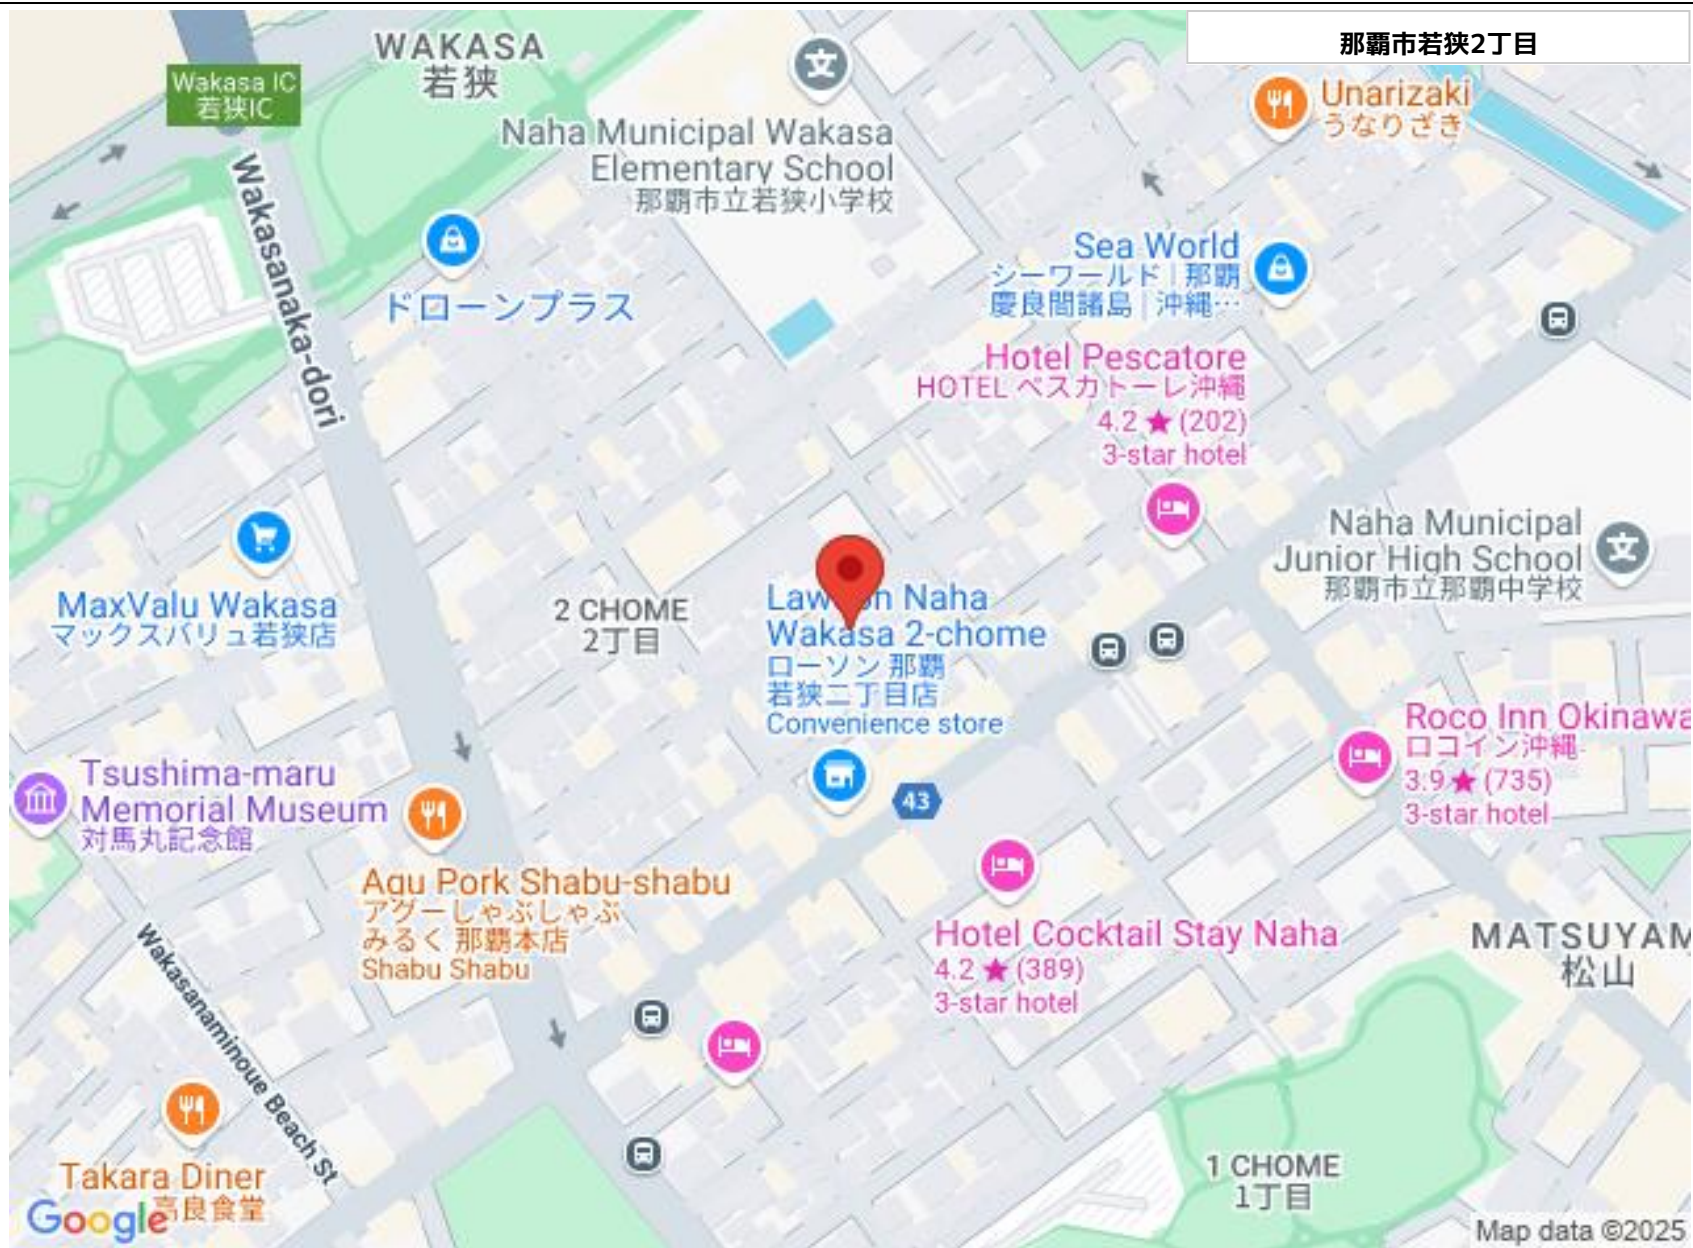 那覇市若狭2丁目
WAKASA
若狭
Wakasa IC
若狭IC
Wakasanaka-dori
Naha Municipal Wakasa
Elementary School
那覇市立若狭小学校
Unarizaki
うなりざき
ドローンプラス
Sea World
シーワールド | 那覇
慶良間諸島 | 沖縄…
Hotel Pescatore
HOTEL ペスカトーレ沖縄
4.2 ★ (202)
3-star hotel
Naha Municipal
Junior High School
那覇市立那覇中学校
MaxValu Wakasa
マックスバリュ若狭店
2 CHOME
2丁目
Lawson Naha
Wakasa 2-chome
ローソン 那覇
若狭二丁目店
Convenience store
43
Roco Inn Okinawa
ロコイン沖縄
3.9 ★ (735)
3-star hotel
Tsushima-maru
Memorial Museum
対馬丸記念館
Agu Pork Shabu-shabu
アグーしゃぶしゃぶ
みるく 那覇本店
Shabu Shabu
Hotel Cocktail Stay Naha
4.2 ★ (389)
3-star hotel
MATSUYAM
松山
Wakasanaminoue Beach St
Takara Diner
高良食堂
1 CHOME
1丁目
Google
Map data ©2025